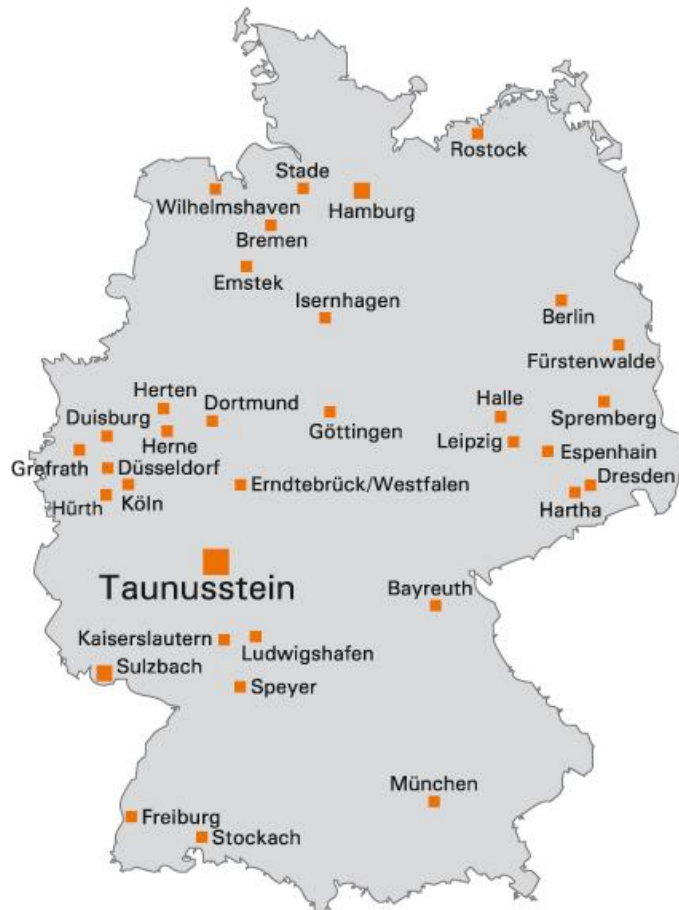 Rostock
Stade
Wilhelmshaven
Hamburg
Bremen
Emstek
Isernhagen
Berlin
Fürstenwalde
Herten
Dortmund
Halle
Spremberg
Duisburg
Göttingen
Herne
Leipzig
Espenhain
Grefrath
Düsseldorf
Dresden
Erndtebrück/Westfalen
Hürth
Köln
Hartha
Taunusstein
Bayreuth
Kaiserslautern
Ludwigshafen
Sulzbach
Speyer
München
Freiburg
Stockach